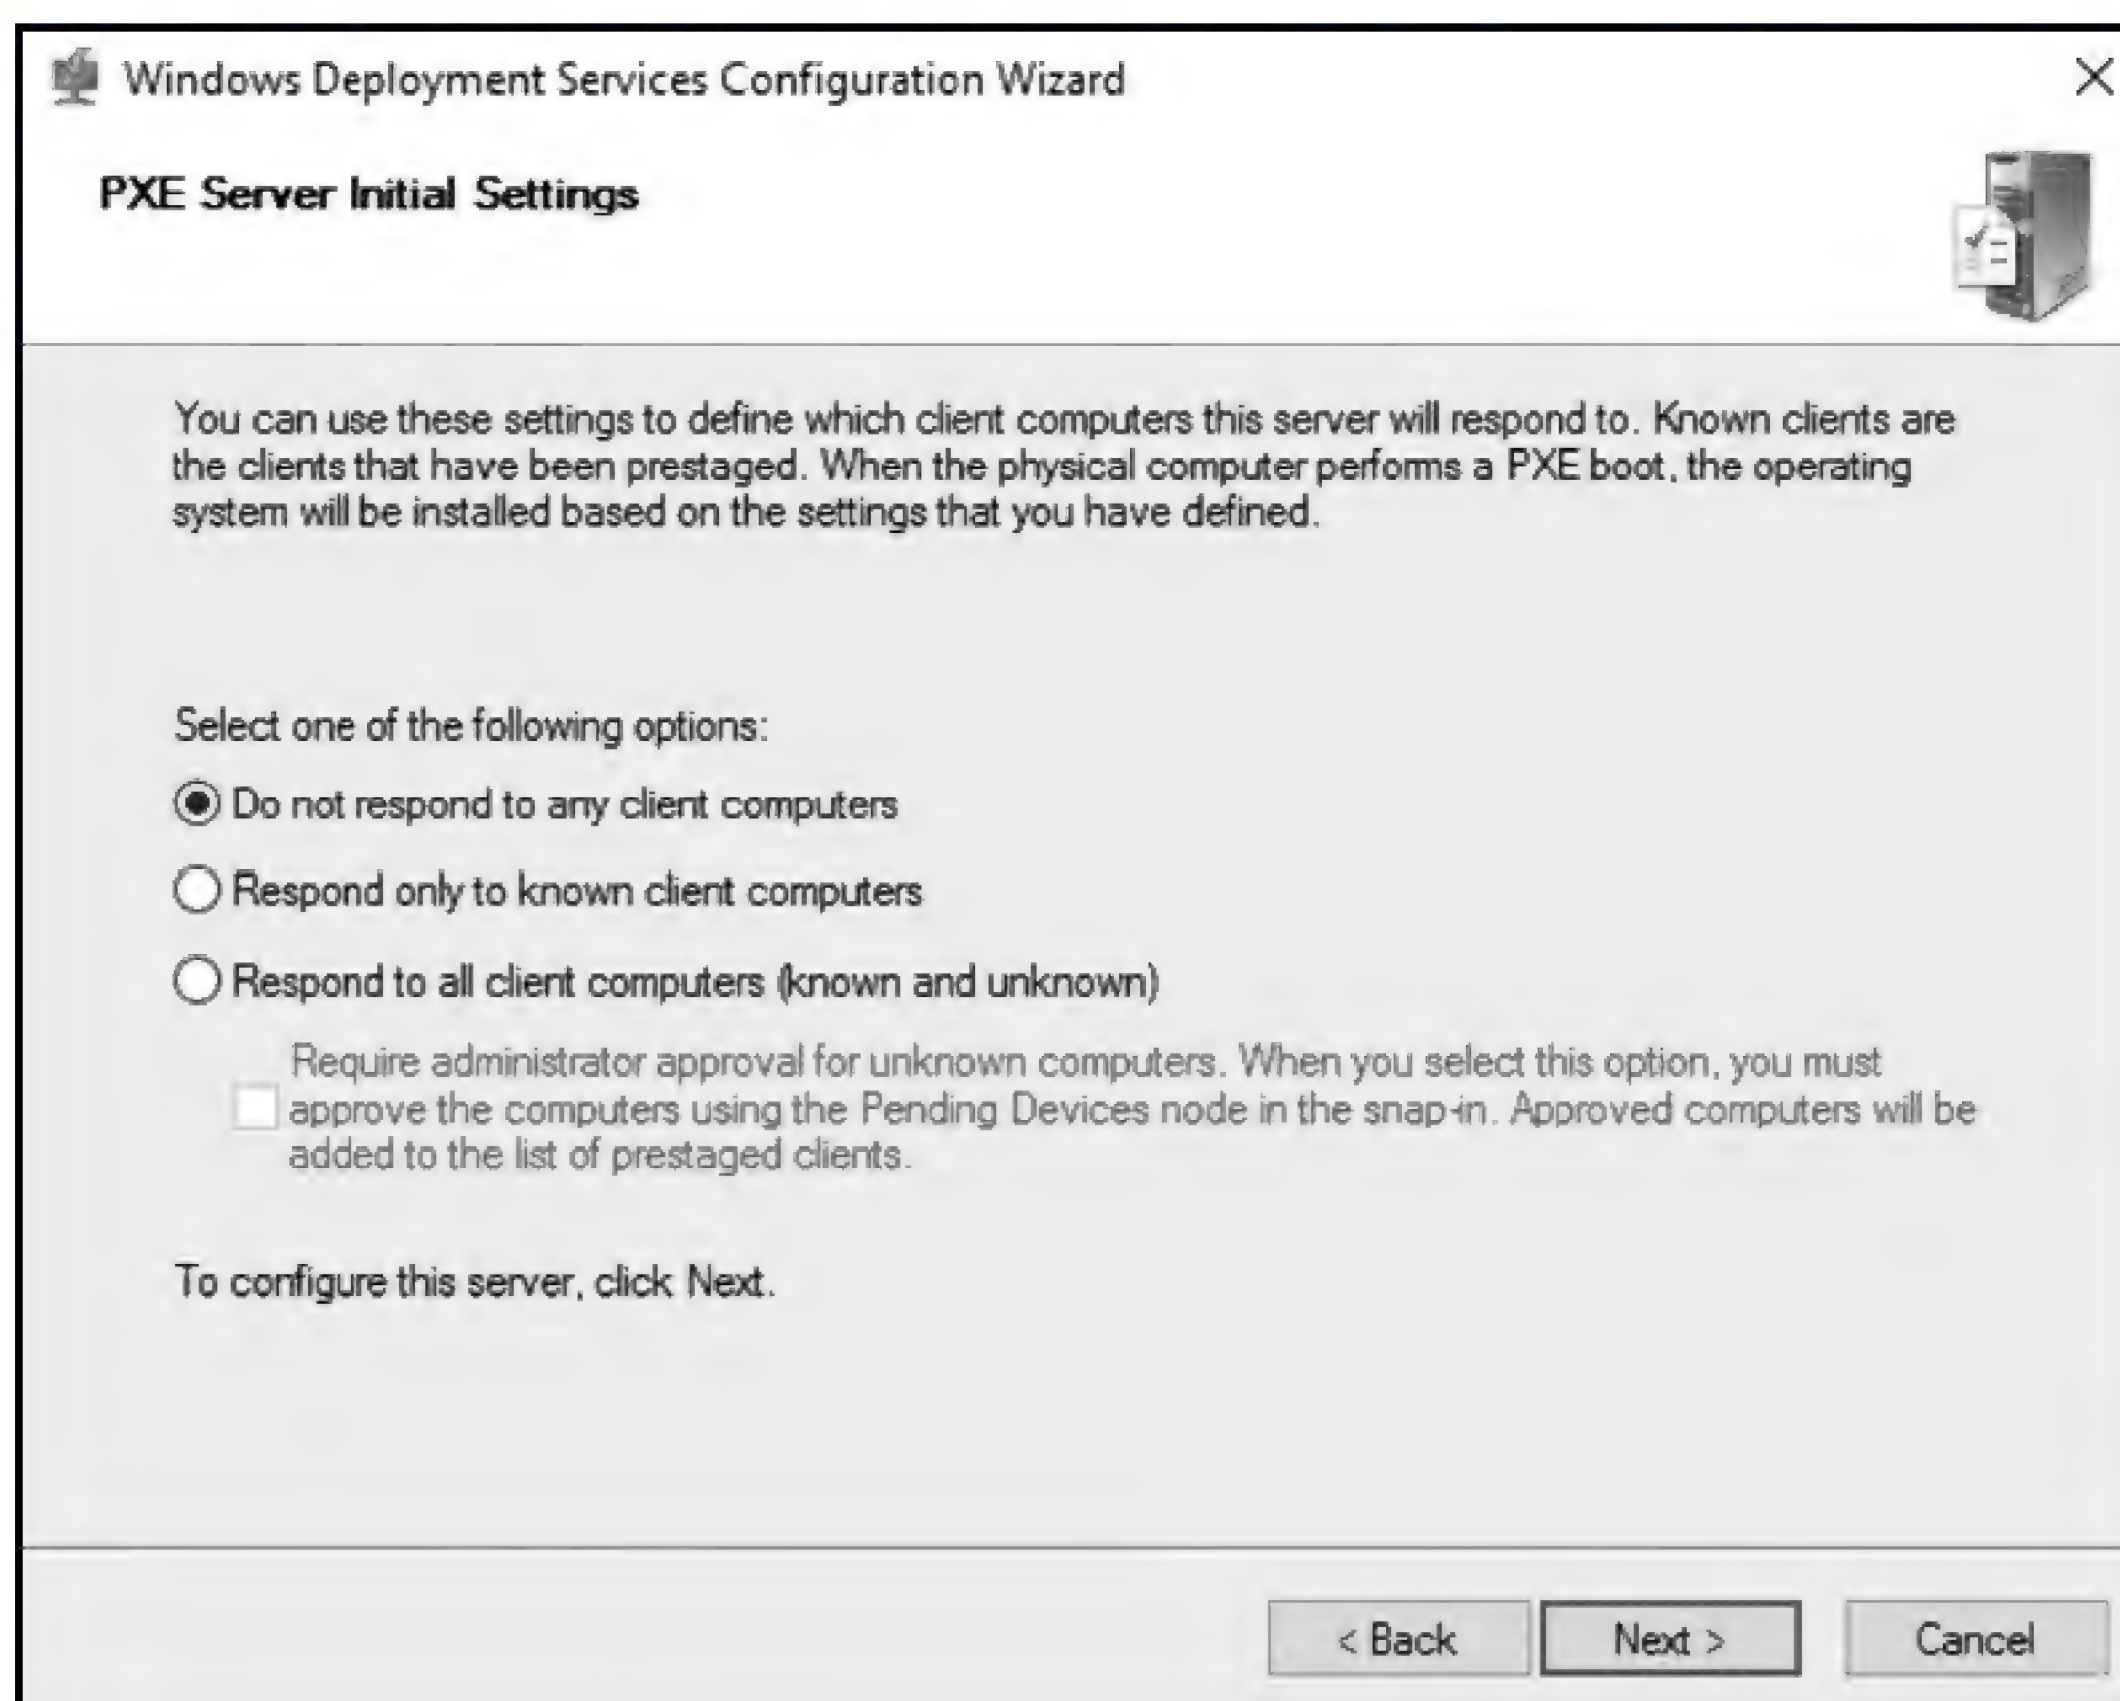 Windows Deployment Services Configuration Wizard
PXE Server Initial Settings
You can use these settings to define which client computers this server will respond to. Known clients are
the clients that have been prestaged. When the physical computer performs a PXE boot, the operating
system will be installed based on the settings that you have defined.
Select one of the following options:
Do not respond to any client computers
Respond only to known client computers
Respond to all client computers (known and unknown)
Require administrator approval for unknown computers. When you select this option, you must
approve the computers using the Pending Devices node in the snap-in. Approved computers will be
added to the list of prestaged clients.
To configure this server, click Next.
< Back Next > Cancel